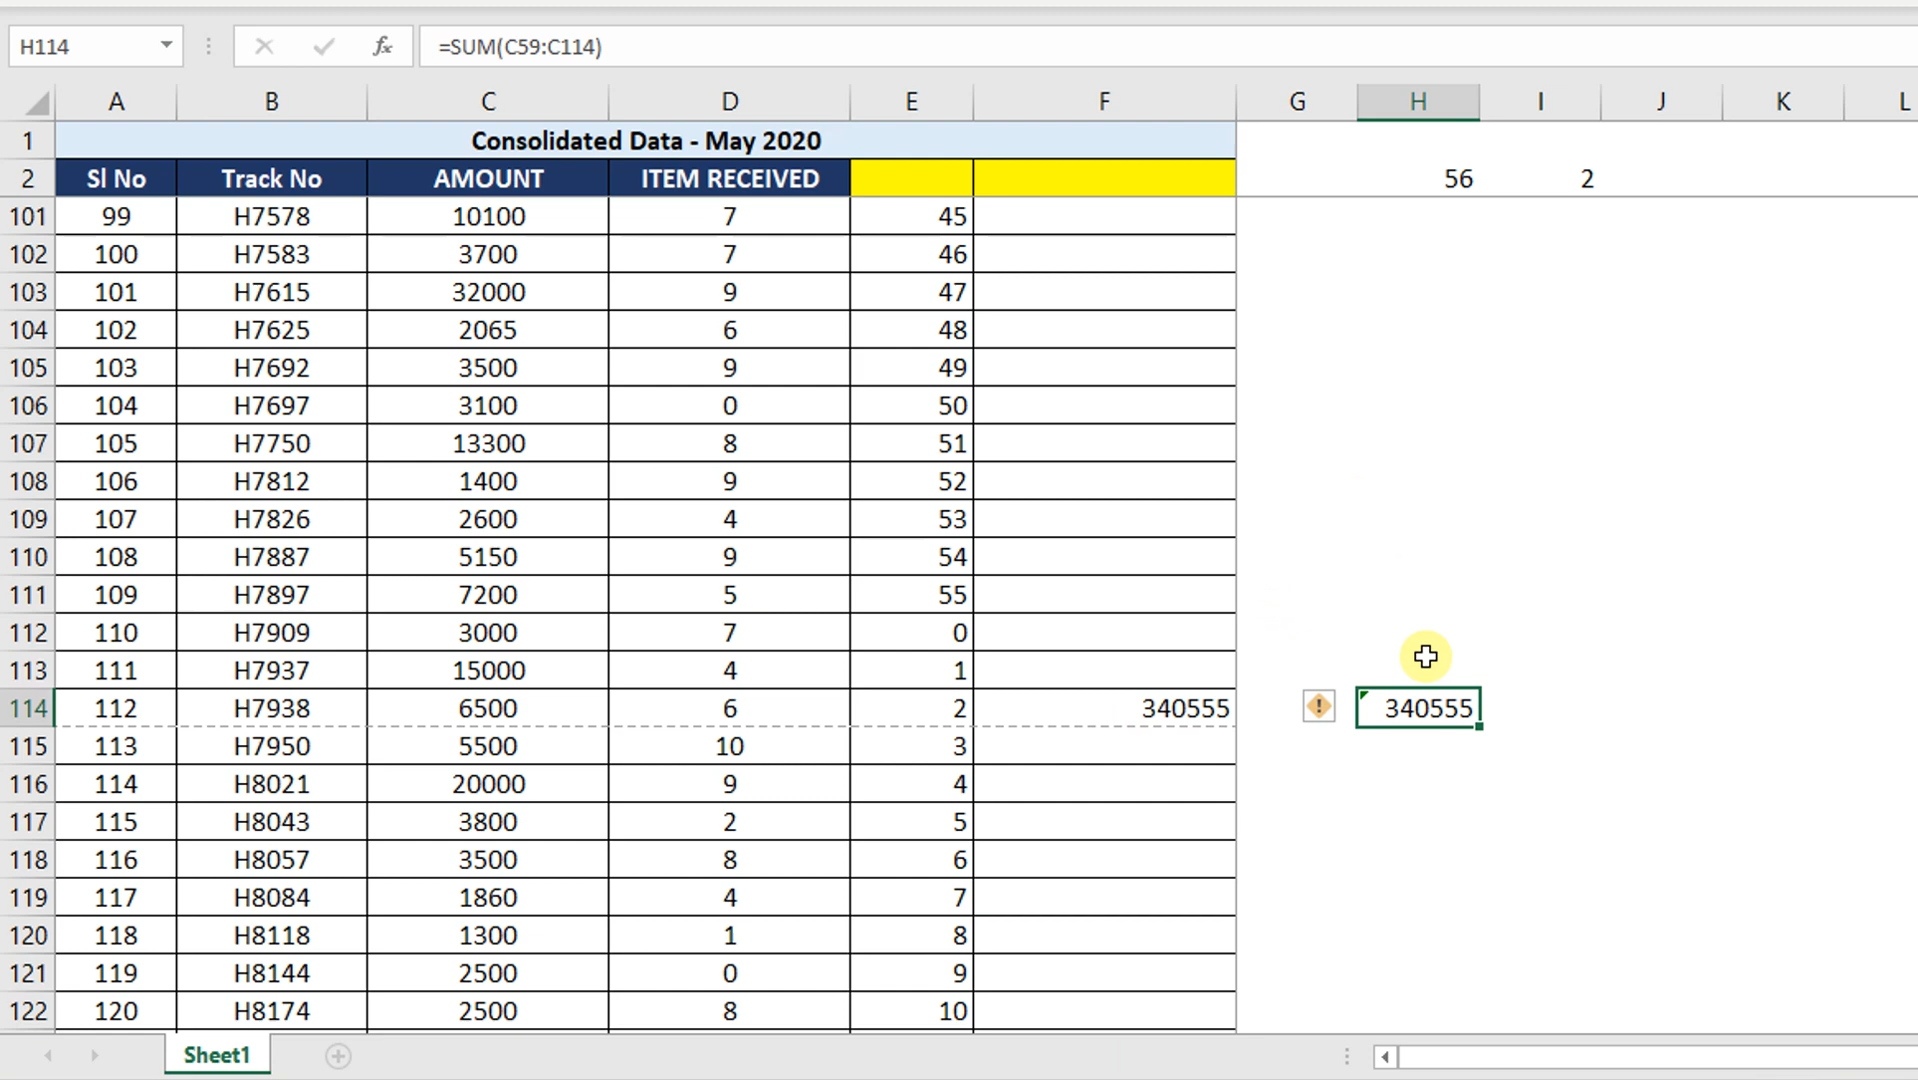 H114 fx =SUM(C59:C114)
A B C D E F G H I J K L
1 Consolidated Data - May 2020
2 Sl No Track No AMOUNT ITEM RECEIVED 56 2
101 99 H7578 10100 7 45
102 100 H7583 3700 7 46
103 101 H7615 32000 9 47
104 102 H7625 2065 6 48
105 103 H7692 3500 9 49
106 104 H7697 3100 0 50
107 105 H7750 13300 8 51
108 106 H7812 1400 9 52
109 107 H7826 2600 4 53
110 108 H7887 5150 9 54
111 109 H7897 7200 5 55
112 110 H7909 3000 7 0
113 111 H7937 15000 4 1
114 112 H7938 6500 6 2 340555 340555
115 113 H7950 5500 10 3
116 114 H8021 20000 9 4
117 115 H8043 3800 2 5
118 116 H8057 3500 8 6
119 117 H8084 1860 4 7
120 118 H8118 1300 1 8
121 119 H8144 2500 0 9
122 120 H8174 2500 8 10
Sheet1